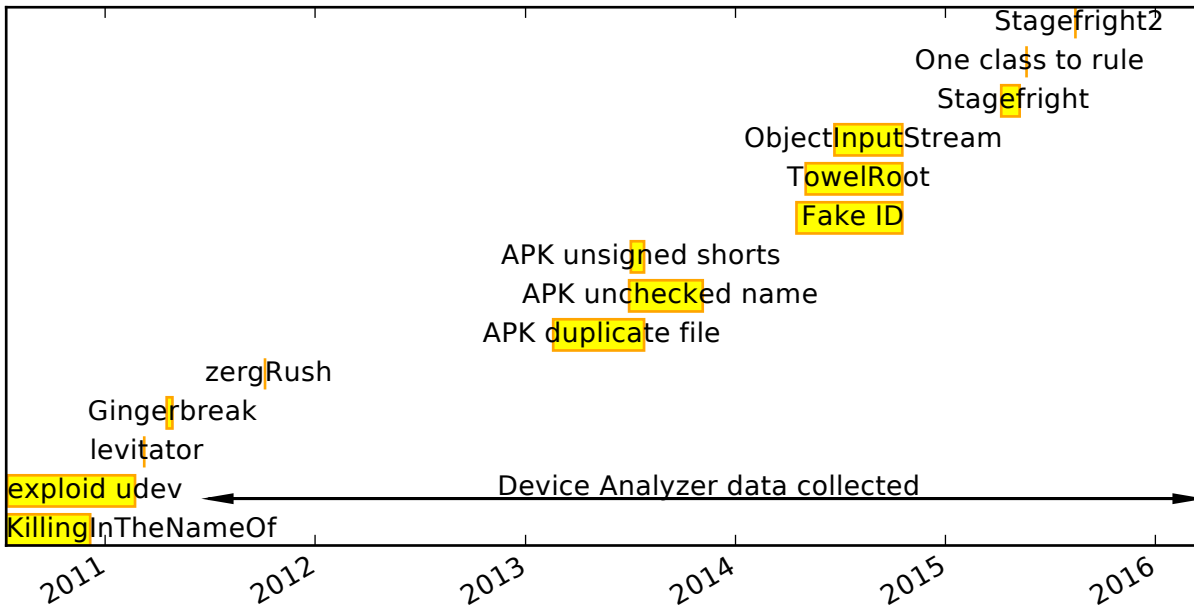 Stagefright2
One class to rule
Stagefright
ObjectInputStream
TowelRoot
Fake ID
APK unsigned shorts
APK unchecked name
APK duplicate file
zergRush
Gingerbreak
levitator
exploid udev
Device Analyzer data collected
KillingInTheNameOf
2011
2012
2013
2014
2015
2016